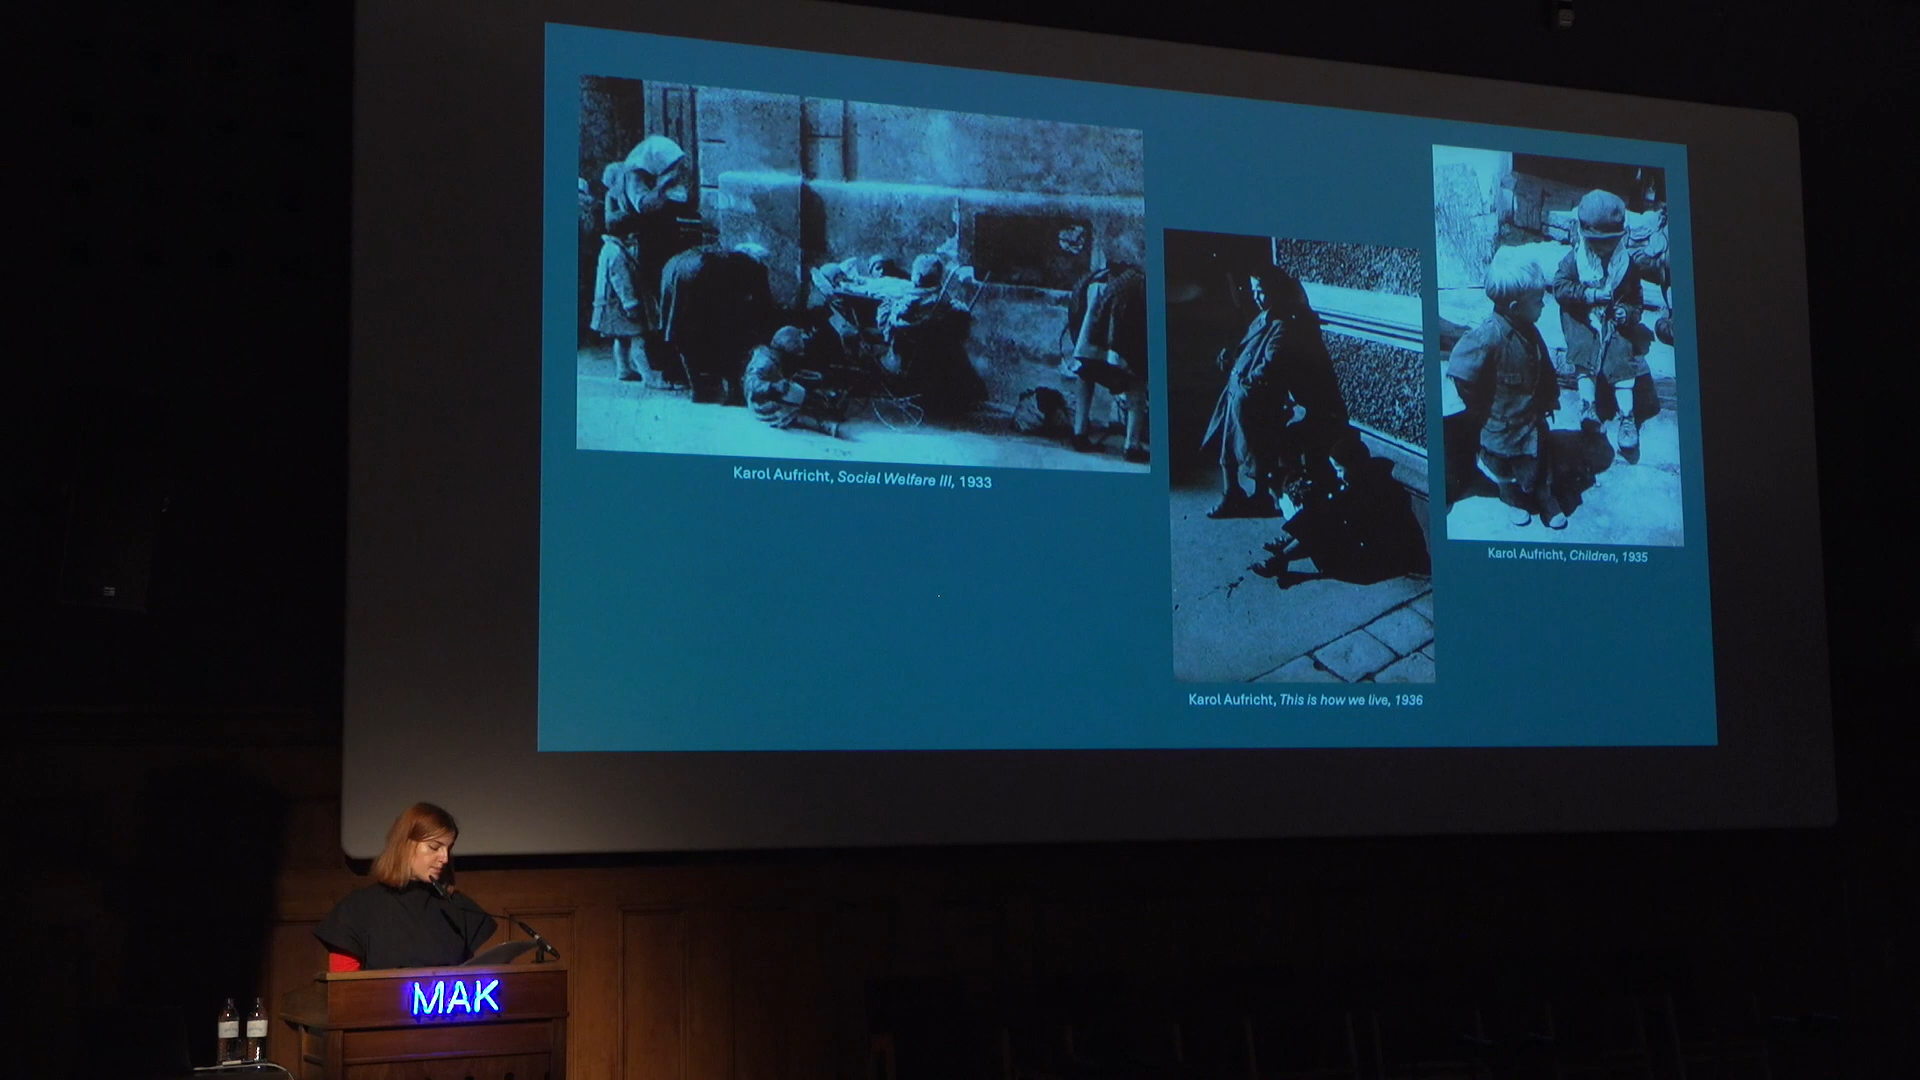 Karol Aufricht, Social Welfare III, 1933
Karol Aufricht, This is how we live, 1936
Karol Aufricht, Children, 1935
MAK